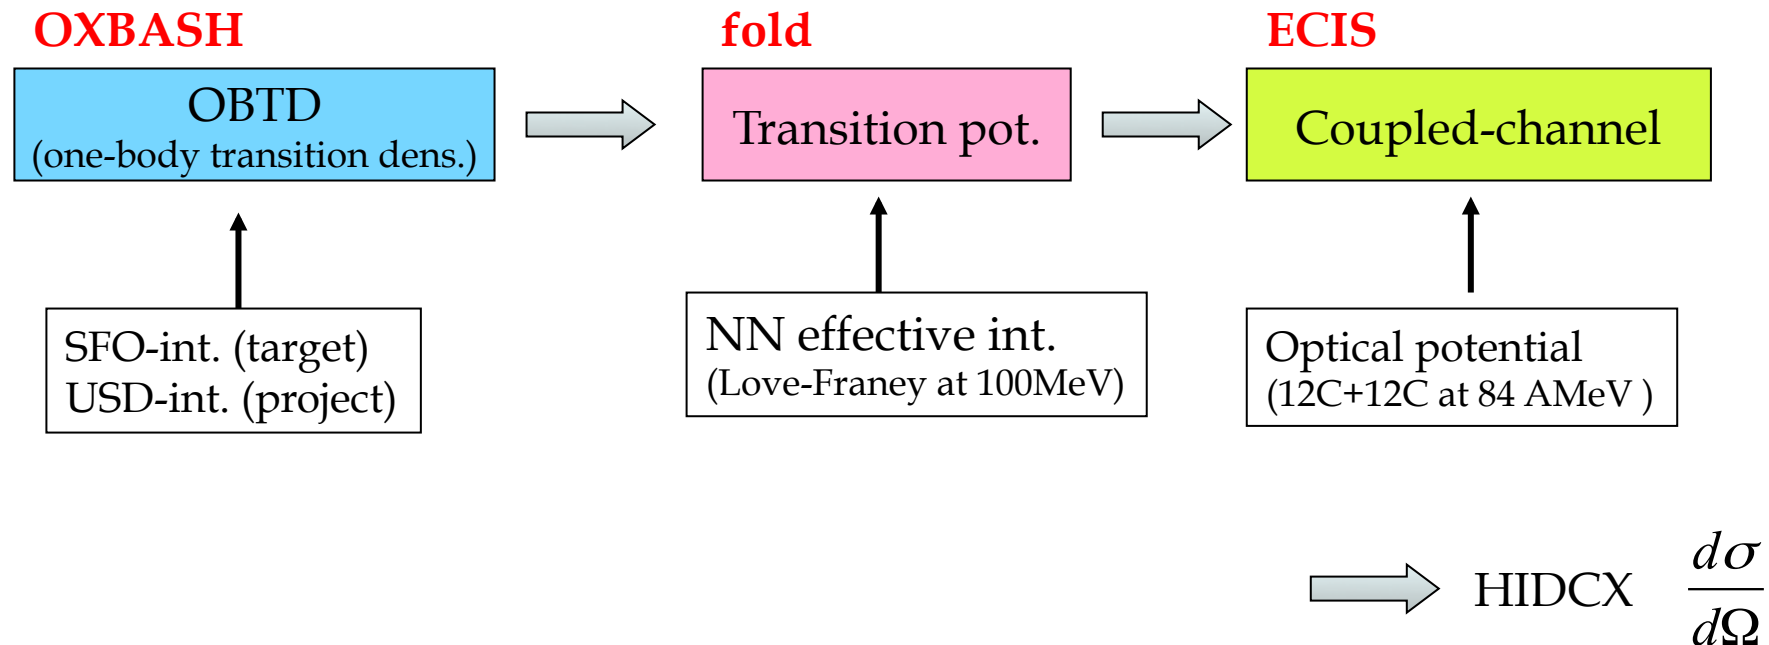 OXBASH
OBTD
(one-body transition dens.)
SFO-int. (target)
USD-int. (project)
fold
Transition pot.
NN effective int.
(Love-Franey at 100MeV)
ECIS
Coupled-channel
Optical potential
(12C+12C at 84 AMeV )
HIDCX
dσ
dΩ